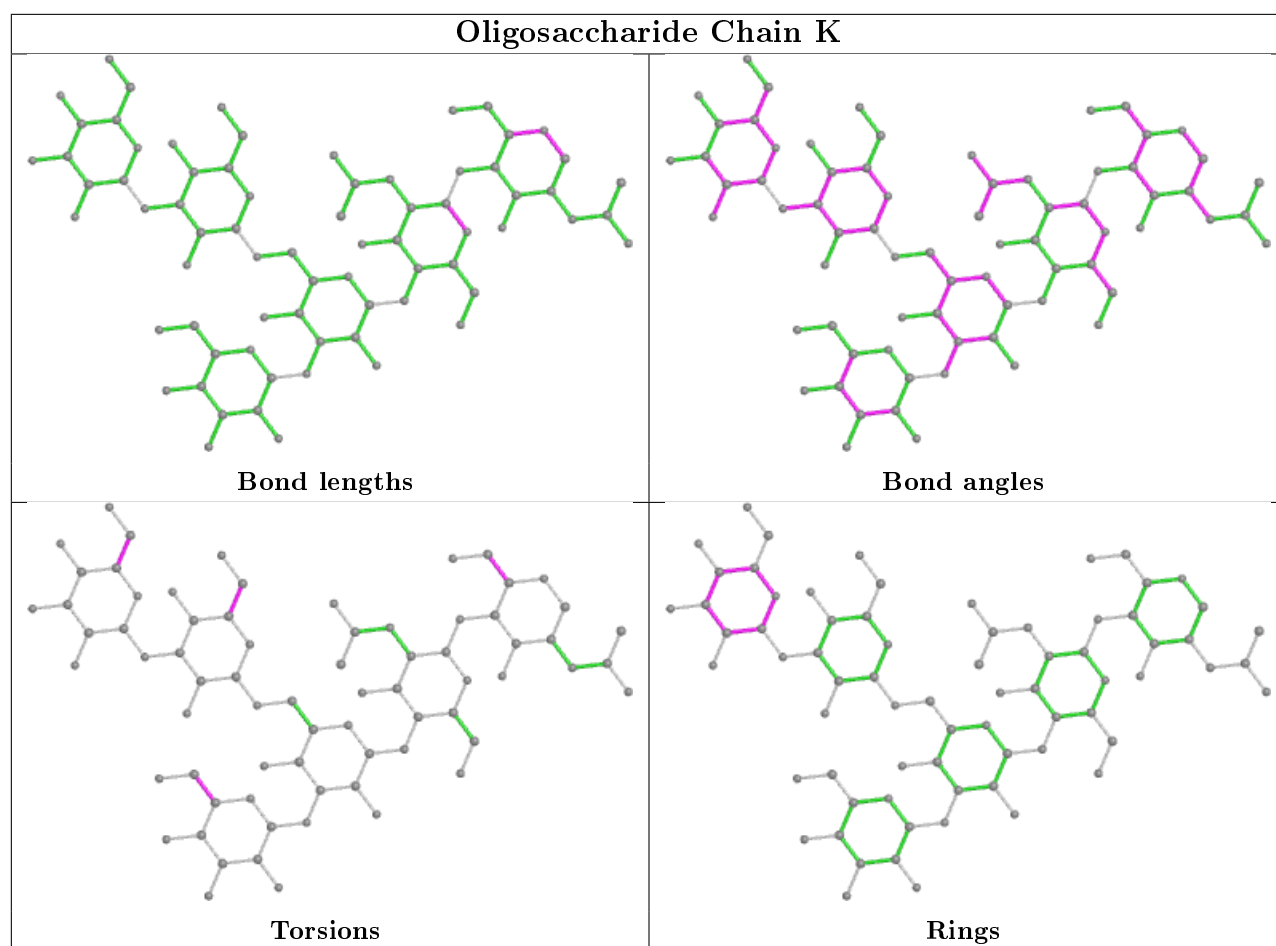 Oligosaccharide Chain K
Bond lengths
Bond angles
Torsions
Rings